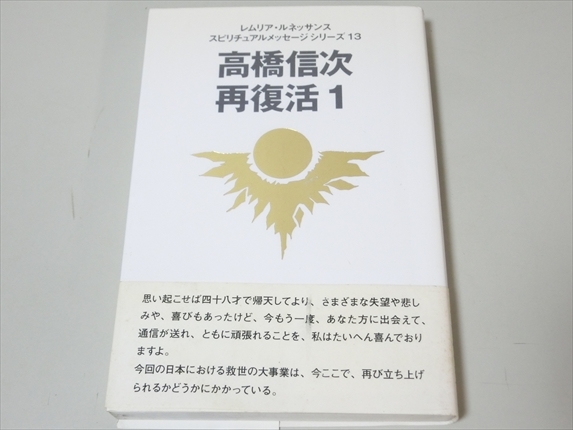 レムリア・ルネッサンス
スピリチュアルメッセージシリーズ13
高橋信次
再復活1
思い起こせば四十八才で帰天してより、さまざまな失望や悲し
みや、喜びもあったけど、今もう一度、あなた方に出会えて、
通信が送れ、ともに頑張れることを、私はたいへん喜んでおり
ますよ。
今回の日本における救世の大事業は、今ここで、再び立ち上げ
られるかどうかにかかっている。